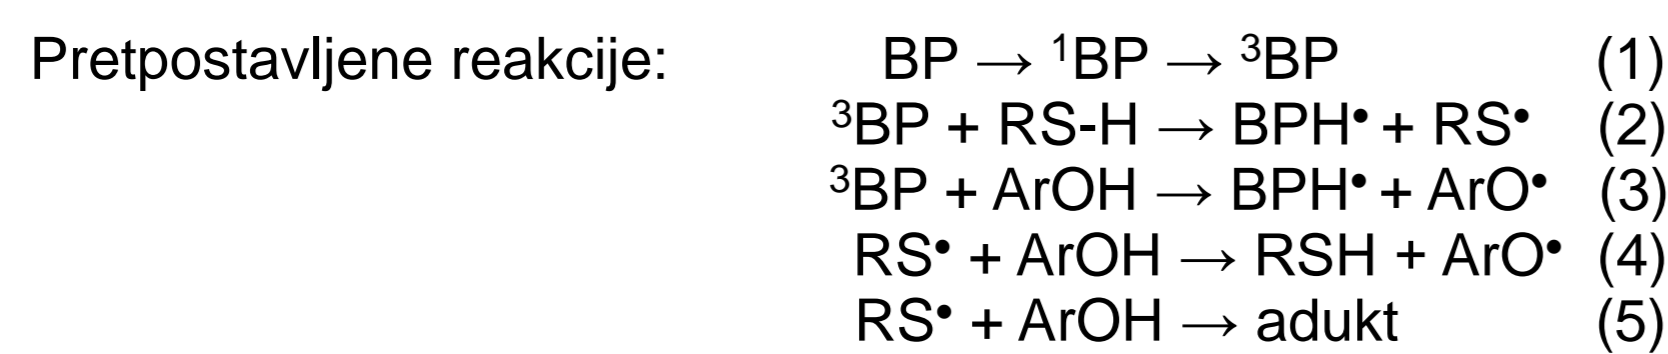 Pretpostavljene reakcije: BP → ¹BP → ³BP (1)
³BP + RS-H → BPH• + RS• (2)
³BP + ArOH → BPH• + ArO• (3)
RS• + ArOH → RSH + ArO• (4)
RS• + ArOH → adukt (5)